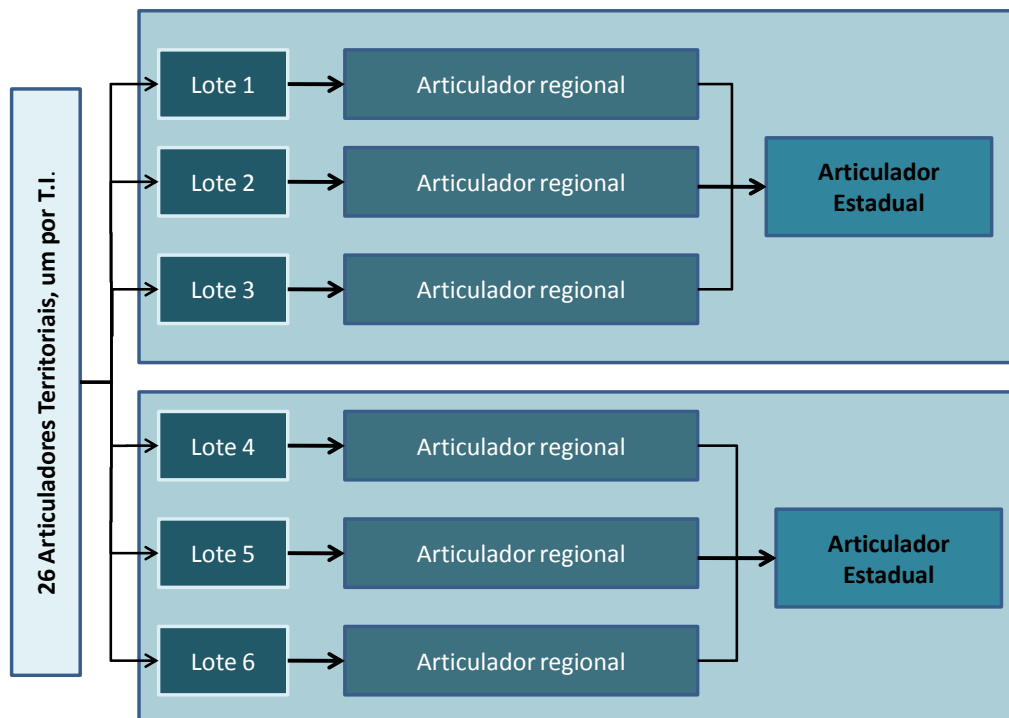 26 Articuladores Territoriais, um por T.I.
Lote 1
Articulador regional
Lote 2
Articulador regional
Lote 3
Articulador regional
Articulador
Estadual
Lote 4
Articulador regional
Lote 5
Articulador regional
Lote 6
Articulador regional
Articulador
Estadual